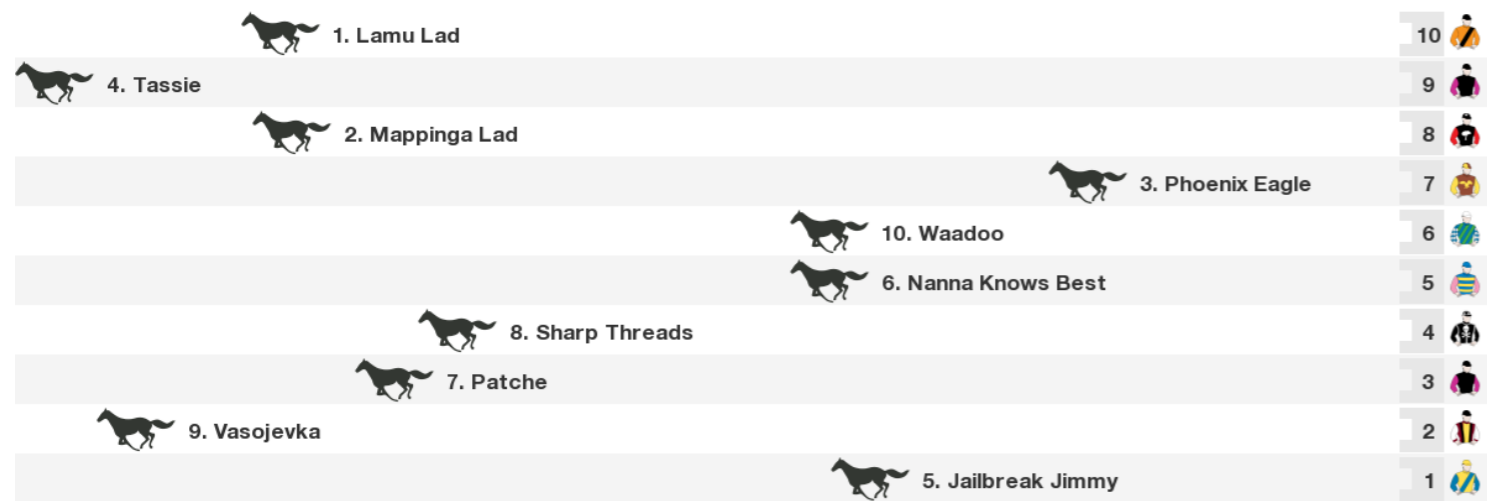 1. Lamu Lad 10
4. Tassie 9
2. Mappinga Lad 8
3. Phoenix Eagle 7
10. Waadoo 6
6. Nanna Knows Best 5
8. Sharp Threads 4
7. Patche 3
9. Vasojevka 2
5. Jailbreak Jimmy 1